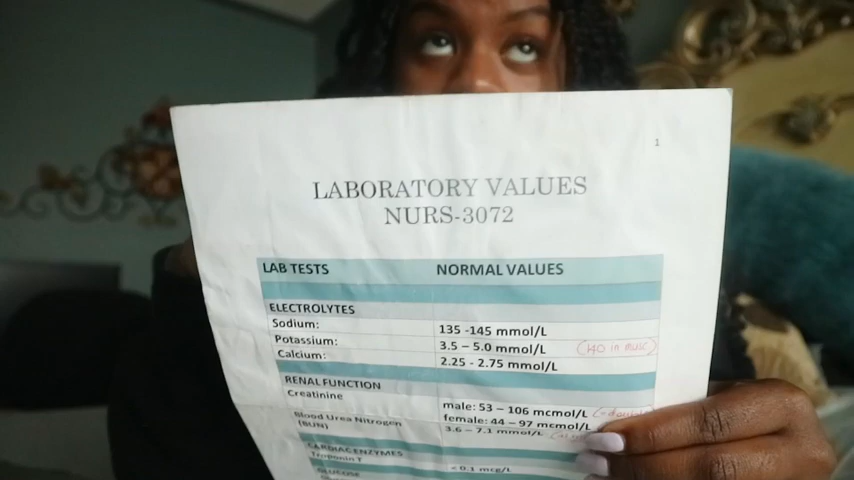 1
LABORATORY VALUES
NURS-3072
LAB TESTS NORMAL VALUES
ELECTROLYTES
Sodium: 135 -145 mmol/L
Potassium: 3.5 – 5.0 mmol/L (140 in musc)
Calcium: 2.25 - 2.75 mmol/L
RENAL FUNCTION
Creatinine male: 53 – 106 mcmol/L
female: 44 – 97 mcmol/L
Blood Urea Nitrogen
(BUN) 3.6 – 7.1 mmol/L
CARDIAC ENZYMES
Troponin T < 0.1 mcg/L
GLUCOSE